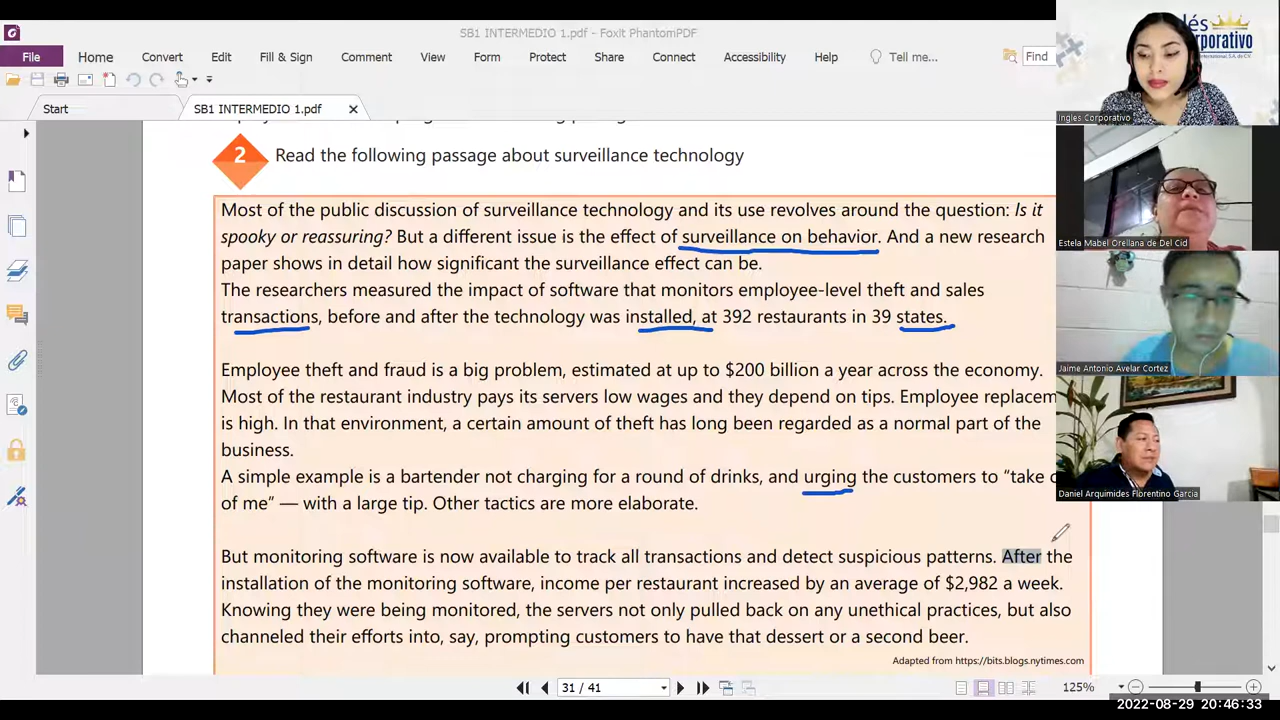 SB1 INTERMEDIO 1.pdf - Foxit PhantomPDF
File Home Convert Edit Fill & Sign Comment View Form Protect Share Connect Accessibility Help Tell me... Find
Start SB1 INTERMEDIO 1.pdf
2 Read the following passage about surveillance technology
Most of the public discussion of surveillance technology and its use revolves around the question: Is it
spooky or reassuring? But a different issue is the effect of surveillance on behavior. And a new research
paper shows in detail how significant the surveillance effect can be.
The researchers measured the impact of software that monitors employee-level theft and sales
transactions, before and after the technology was installed, at 392 restaurants in 39 states.
Employee theft and fraud is a big problem, estimated at up to $200 billion a year across the economy.
Most of the restaurant industry pays its servers low wages and they depend on tips. Employee replacem
is high. In that environment, a certain amount of theft has long been regarded as a normal part of the
business.
A simple example is a bartender not charging for a round of drinks, and urging the customers to “take
of me” — with a large tip. Other tactics are more elaborate.
But monitoring software is now available to track all transactions and detect suspicious patterns. After the
installation of the monitoring software, income per restaurant increased by an average of $2,982 a week.
Knowing they were being monitored, the servers not only pulled back on any unethical practices, but also
channeled their efforts into, say, prompting customers to have that dessert or a second beer.
Adapted from https://bits.blogs.nytimes.com
31 / 41
125%
és
orporativo
Ingles Corporativo
Estela Mabel Orellana de Del Cid
Jaime Antonio Avelar Cortez
Daniel Arquimides Florentino Garcia
2022-08-29 20:46:33